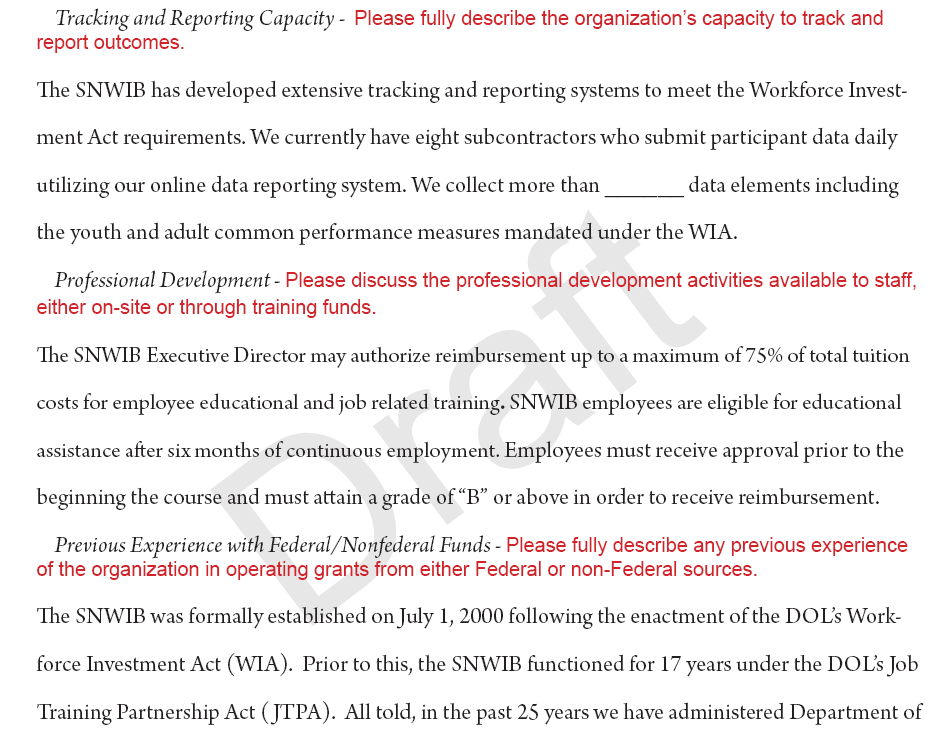 Tracking and Reporting Capacity - Please fully describe the organization's capacity to track and
report outcomes.
The SNWIB has developed extensive tracking and reporting systems to meet the Workforce Invest-
ment Act requirements. We currently have eight subcontractors who submit participant data daily
utilizing our online data reporting system. We collect more than _______ data elements including
the youth and adult common performance measures mandated under the WIA.
Professional Development - Please discuss the professional development activities available to staff,
either on-site or through training funds.
The SNWIB Executive Director may authorize reimbursement up to a maximum of 75% of total tuition
costs for employee educational and job related training. SNWIB employees are eligible for educational
assistance after six months of continuous employment. Employees must receive approval prior to the
beginning the course and must attain a grade of “B” or above in order to receive reimbursement.
Previous Experience with Federal/Nonfederal Funds - Please fully describe any previous experience
of the organization in operating grants from either Federal or non-Federal sources.
The SNWIB was formally established on July 1, 2000 following the enactment of the DOL’s Work-
force Investment Act (WIA).  Prior to this, the SNWIB functioned for 17 years under the DOL’s Job
Training Partnership Act (JTPA).  All told, in the past 25 years we have administered Department of
Draft